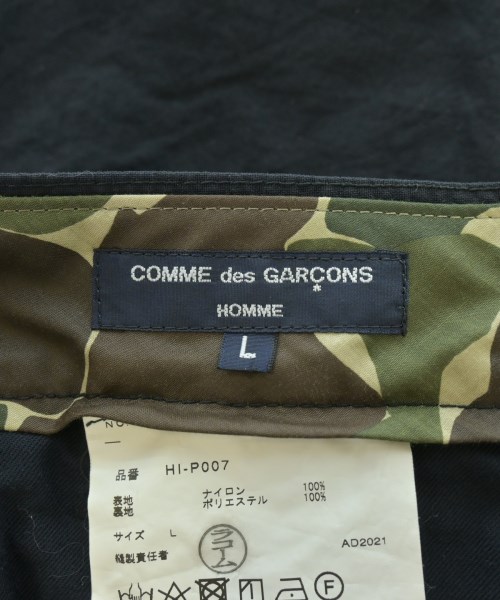 COMME des GARÇONS
HOMME
L
品番 HI-P007
表地 ナイロン 100%
裏地 ポリエステル 100%
サイズ L
縫製責任者
AD2021
F